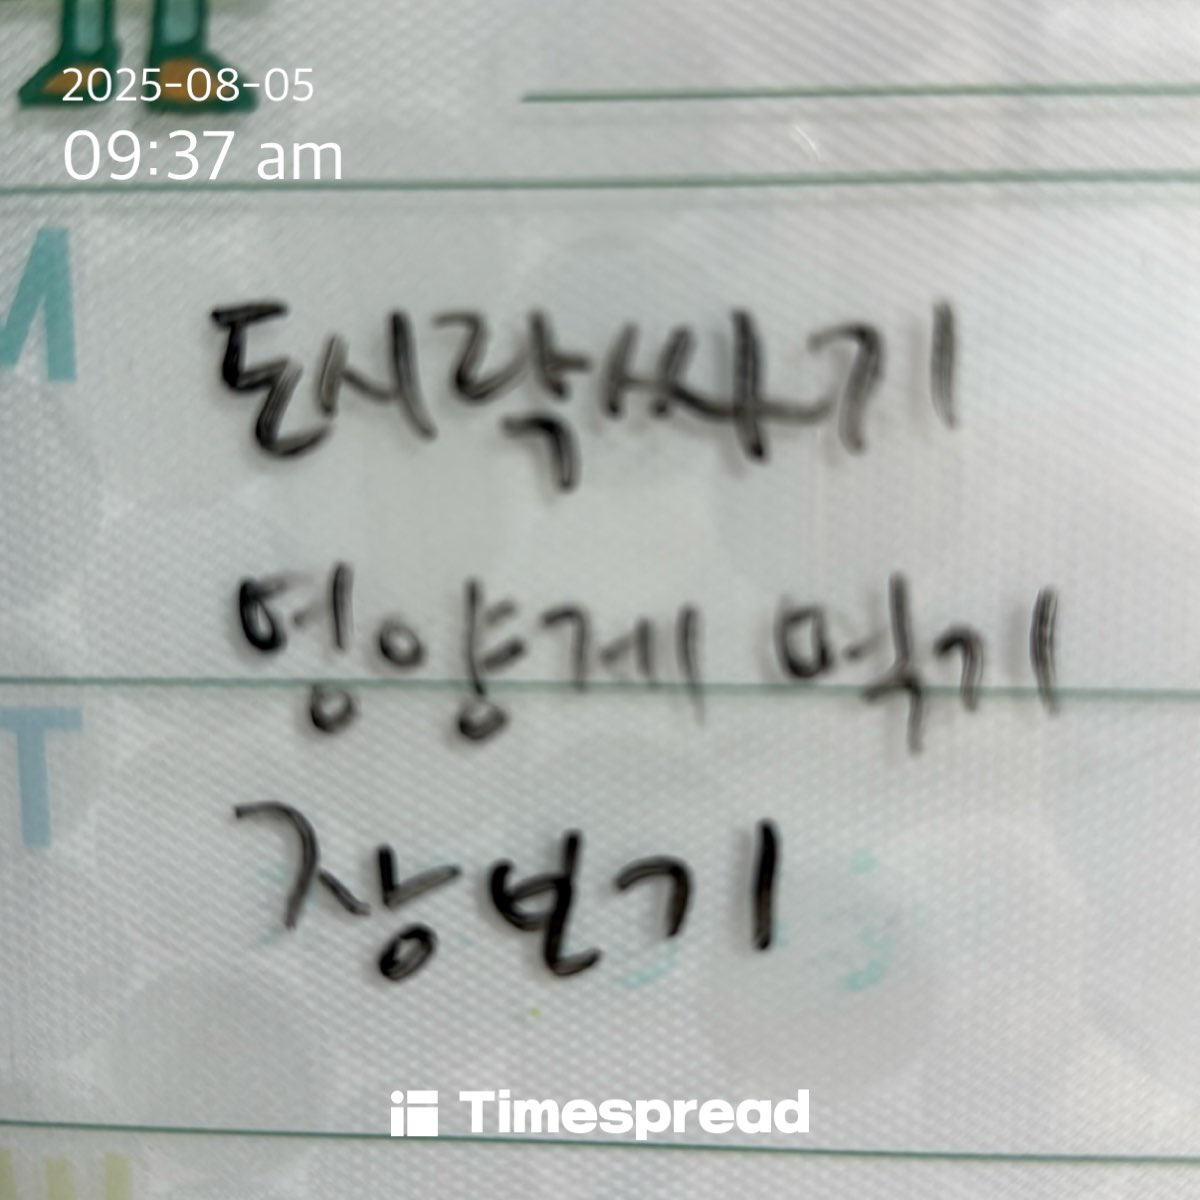 2025-08-05
09:37 am
M
도시락싸기
영양제 먹기
T
장보기
Timespread